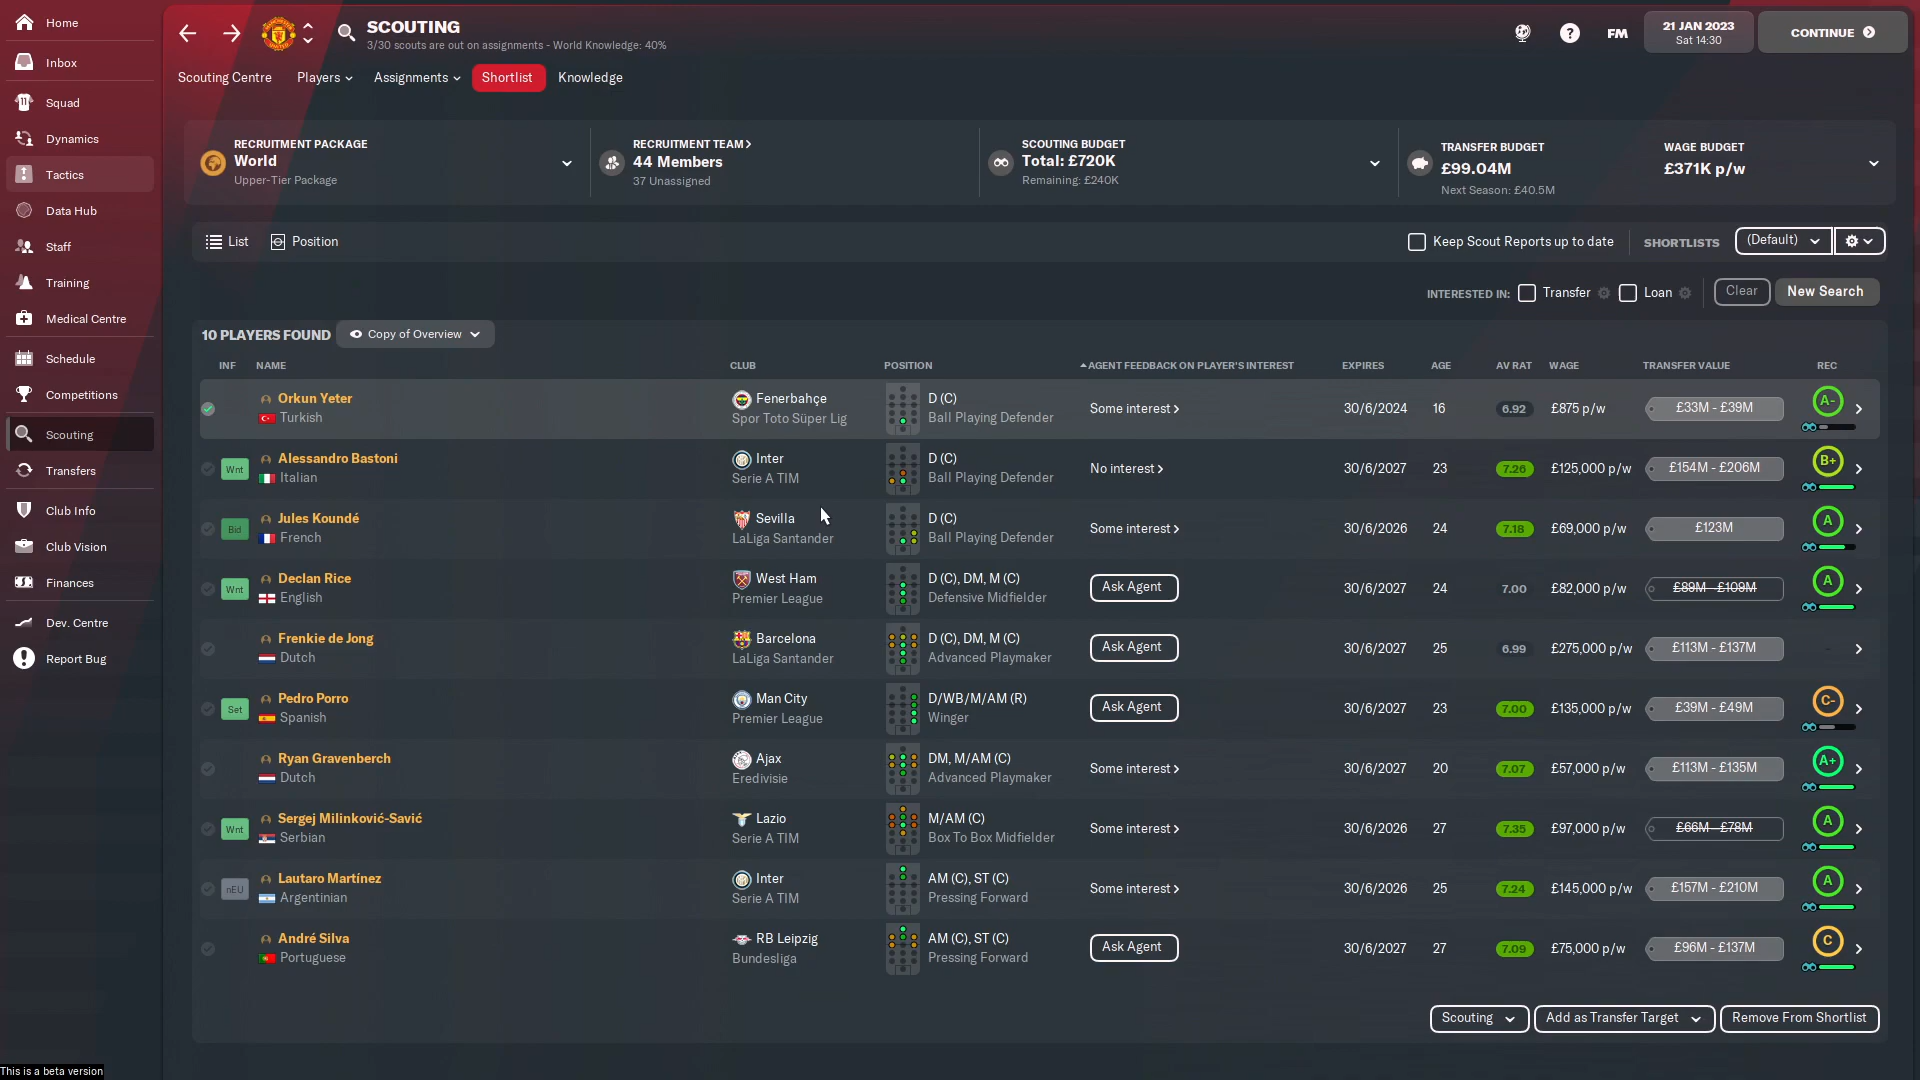 Home
Inbox
Squad
Dynamics
Tactics
Data Hub
Staff
Training
Medical Centre
Schedule
Competitions
Scouting
Transfers
Club Info
Club Vision
Finances
Dev. Centre
Report Bug
This is a beta version
SCOUTING
3/30 scouts are out on assignments - World Knowledge: 40%
FM
21 JAN 2023
Sat 14:30
CONTINUE
Scouting Centre Players Assignments Shortlist Knowledge
RECRUITMENT PACKAGE
World
Upper-Tier Package
RECRUITMENT TEAM
44 Members
37 Unassigned
SCOUTING BUDGET
Total: £720K
Remaining: £240K
TRANSFER BUDGET
£99.04M
Next Season: £40.5M
WAGE BUDGET
£371K p/w
List Position Keep Scout Reports up to date SHORTLISTS (Default)
INTERESTED IN: Transfer Loan Clear New Search
10 PLAYERS FOUND Copy of Overview
INF NAME CLUB POSITION AGENT FEEDBACK ON PLAYER'S INTEREST EXPIRES AGE AV RAT WAGE TRANSFER VALUE REC
Orkun Yeter Fenerbahçe D (C) Some interest 30/6/2024 16 6.92 £875 p/w £33M - £39M A-
Turkish Spor Toto Süper Lig Ball Playing Defender
Wnt Alessandro Bastoni Inter D (C) No interest 30/6/2027 23 7.26 £125,000 p/w £154M - £206M B+
Italian Serie A TIM Ball Playing Defender
Bid Jules Koundé Sevilla D (C) Some interest 30/6/2026 24 7.18 £69,000 p/w £123M A
French LaLiga Santander Ball Playing Defender
Wnt Declan Rice West Ham D (C), DM, M (C) Ask Agent 30/6/2027 24 7.00 £82,000 p/w £89M - £109M A
English Premier League Defensive Midfielder
Frenkie de Jong Barcelona D (C), DM, M (C) Ask Agent 30/6/2027 25 6.99 £275,000 p/w £113M - £137M -
Dutch LaLiga Santander Advanced Playmaker
Set Pedro Porro Man City D/WB/M/AM (R) Ask Agent 30/6/2027 23 7.00 £135,000 p/w £39M - £49M C-
Spanish Premier League Winger
Ryan Gravenberch Ajax DM, M/AM (C) Some interest 30/6/2027 20 7.07 £57,000 p/w £113M - £135M A+
Dutch Eredivisie Advanced Playmaker
Wnt Sergej Milinković-Savić Lazio M/AM (C) Some interest 30/6/2026 27 7.35 £97,000 p/w £66M - £78M A
Serbian Serie A TIM Box To Box Midfielder
nEU Lautaro Martínez Inter AM (C), ST (C) Some interest 30/6/2026 25 7.24 £145,000 p/w £157M - £210M A
Argentinian Serie A TIM Pressing Forward
André Silva RB Leipzig AM (C), ST (C) Ask Agent 30/6/2027 27 7.09 £75,000 p/w £96M - £137M C
Portuguese Bundesliga Pressing Forward
Scouting Add as Transfer Target Remove From Shortlist